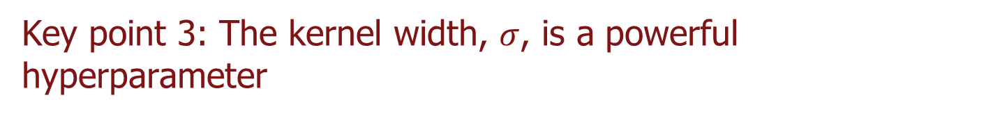 Key point 3: The kernel width, σ, is a powerful
hyperparameter